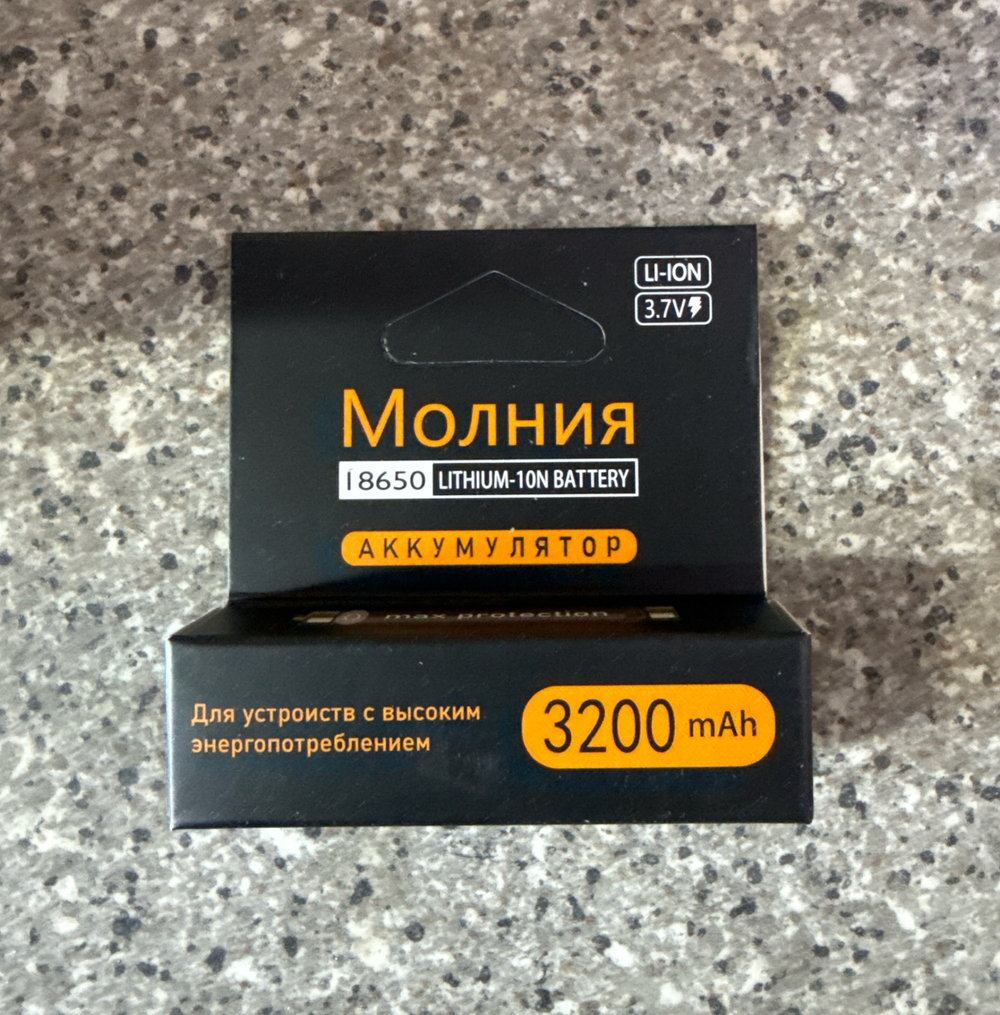 LI-ION
3.7V
Молния
18650 LITHIUM-10N BATTERY
АККУМУЛЯТОР
max protection
Для устроиств с высоким
энергопотреблением
3200 mAh